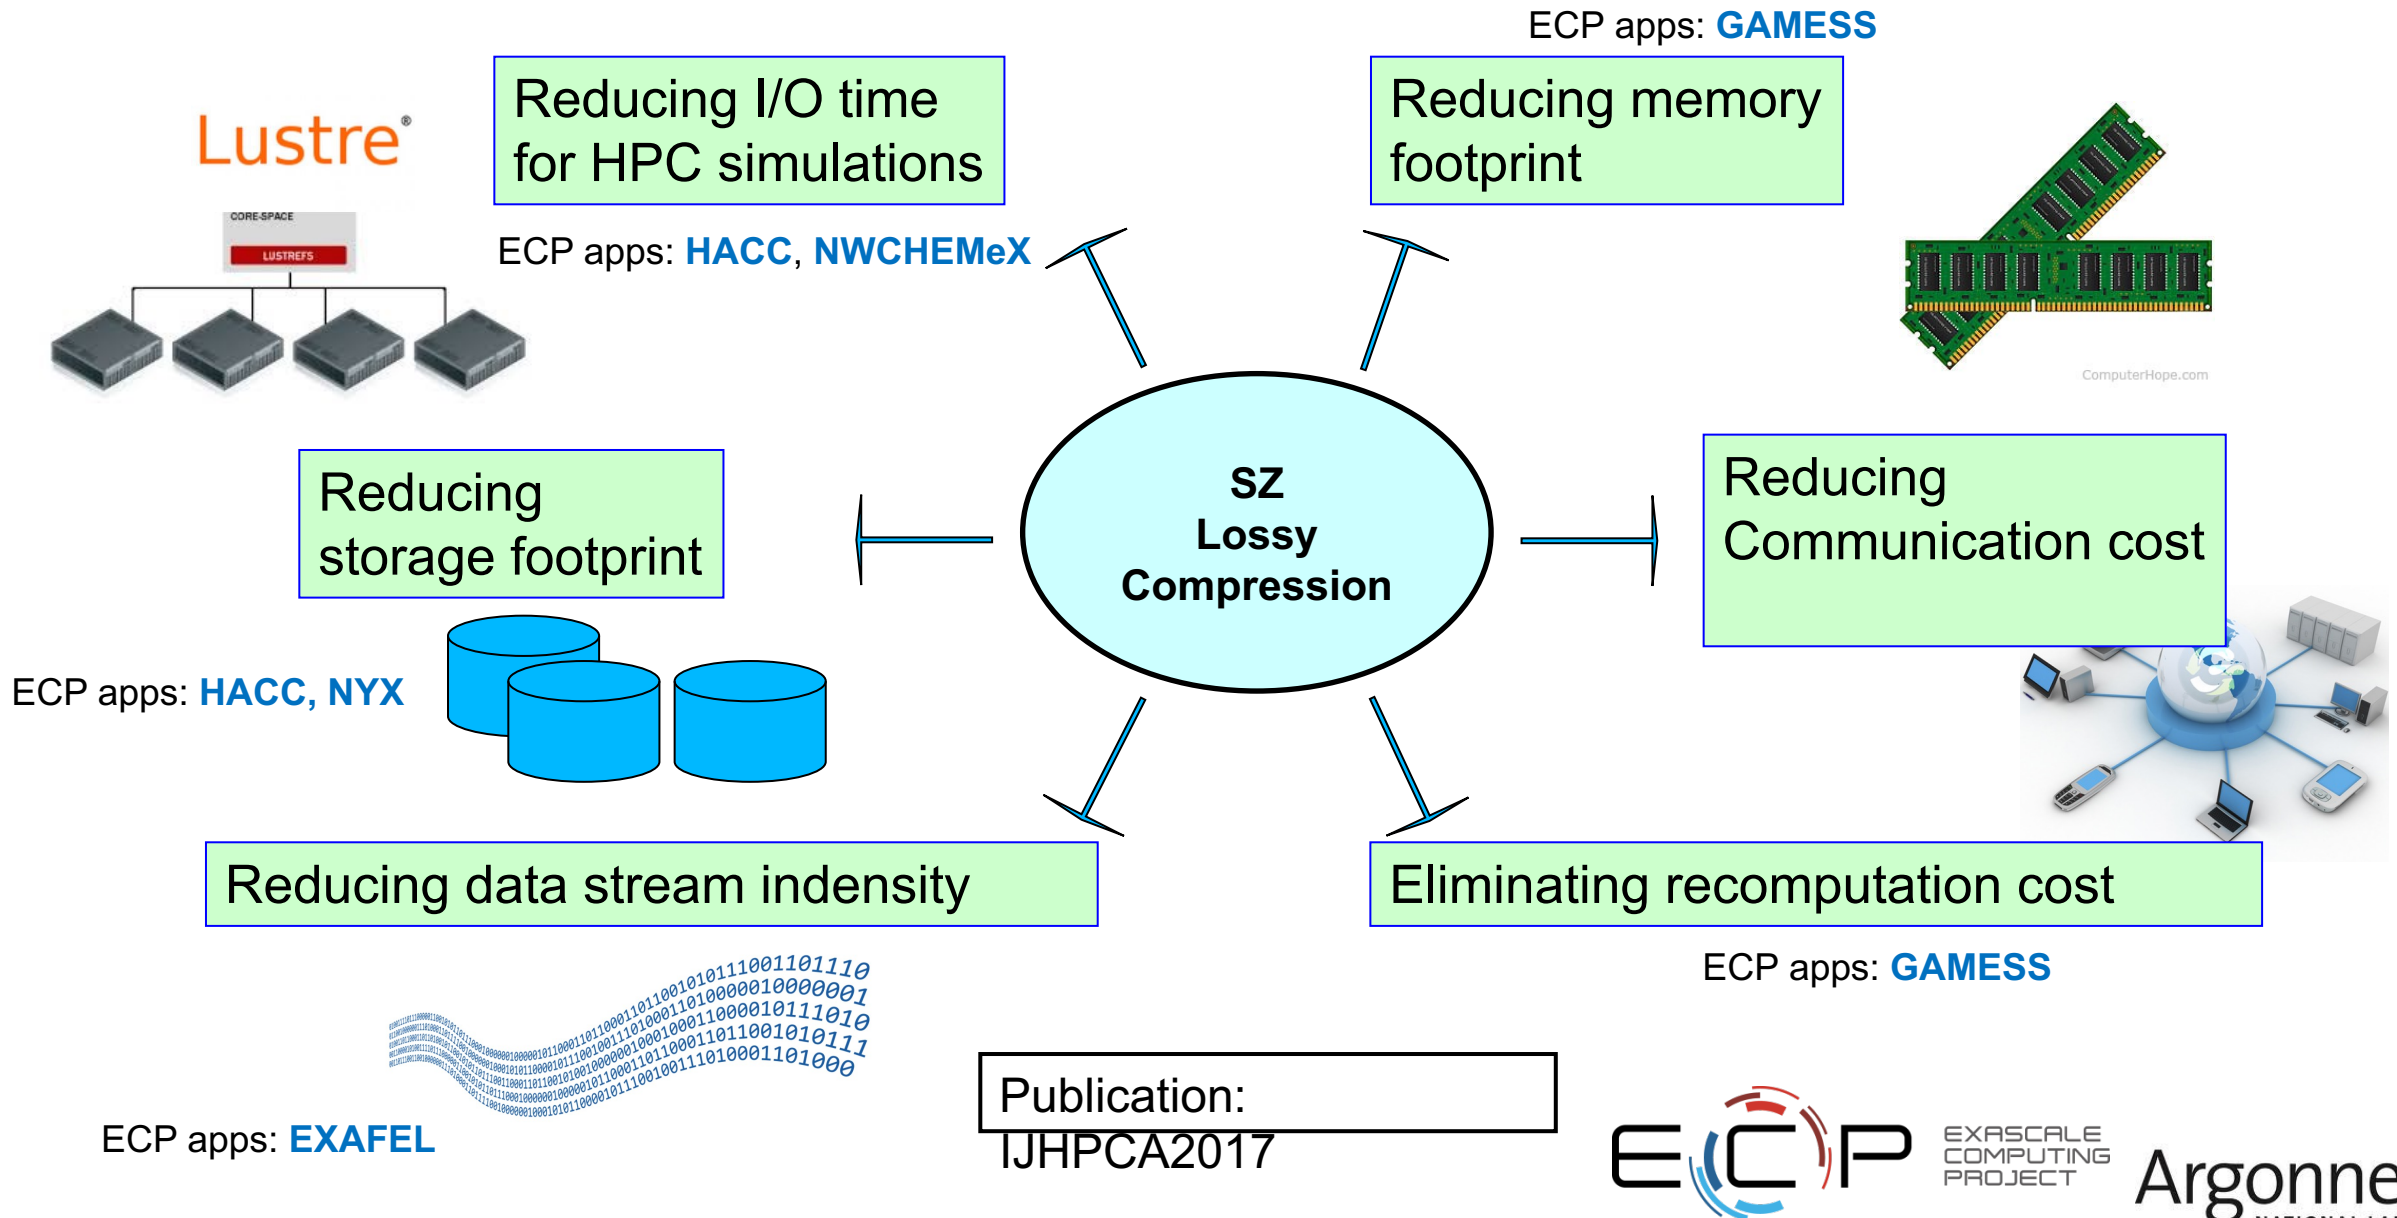 ECP apps: GAMESS
Reducing I/O time
for HPC simulations
Reducing memory
footprint
Lustre®
CORE-SPACE
LUSTREFS
ECP apps: HACC, NWCHEMeX
ComputerHope.com
Reducing
storage footprint
SZ
Lossy
Compression
Reducing
Communication cost
ECP apps: HACC, NYX
Reducing data stream indensity
Eliminating recomputation cost
ECP apps: GAMESS
ECP apps: EXAFEL
Publication:
IJHPCA2017
ECP
EXASCALE
COMPUTING
PROJECT
Argonne